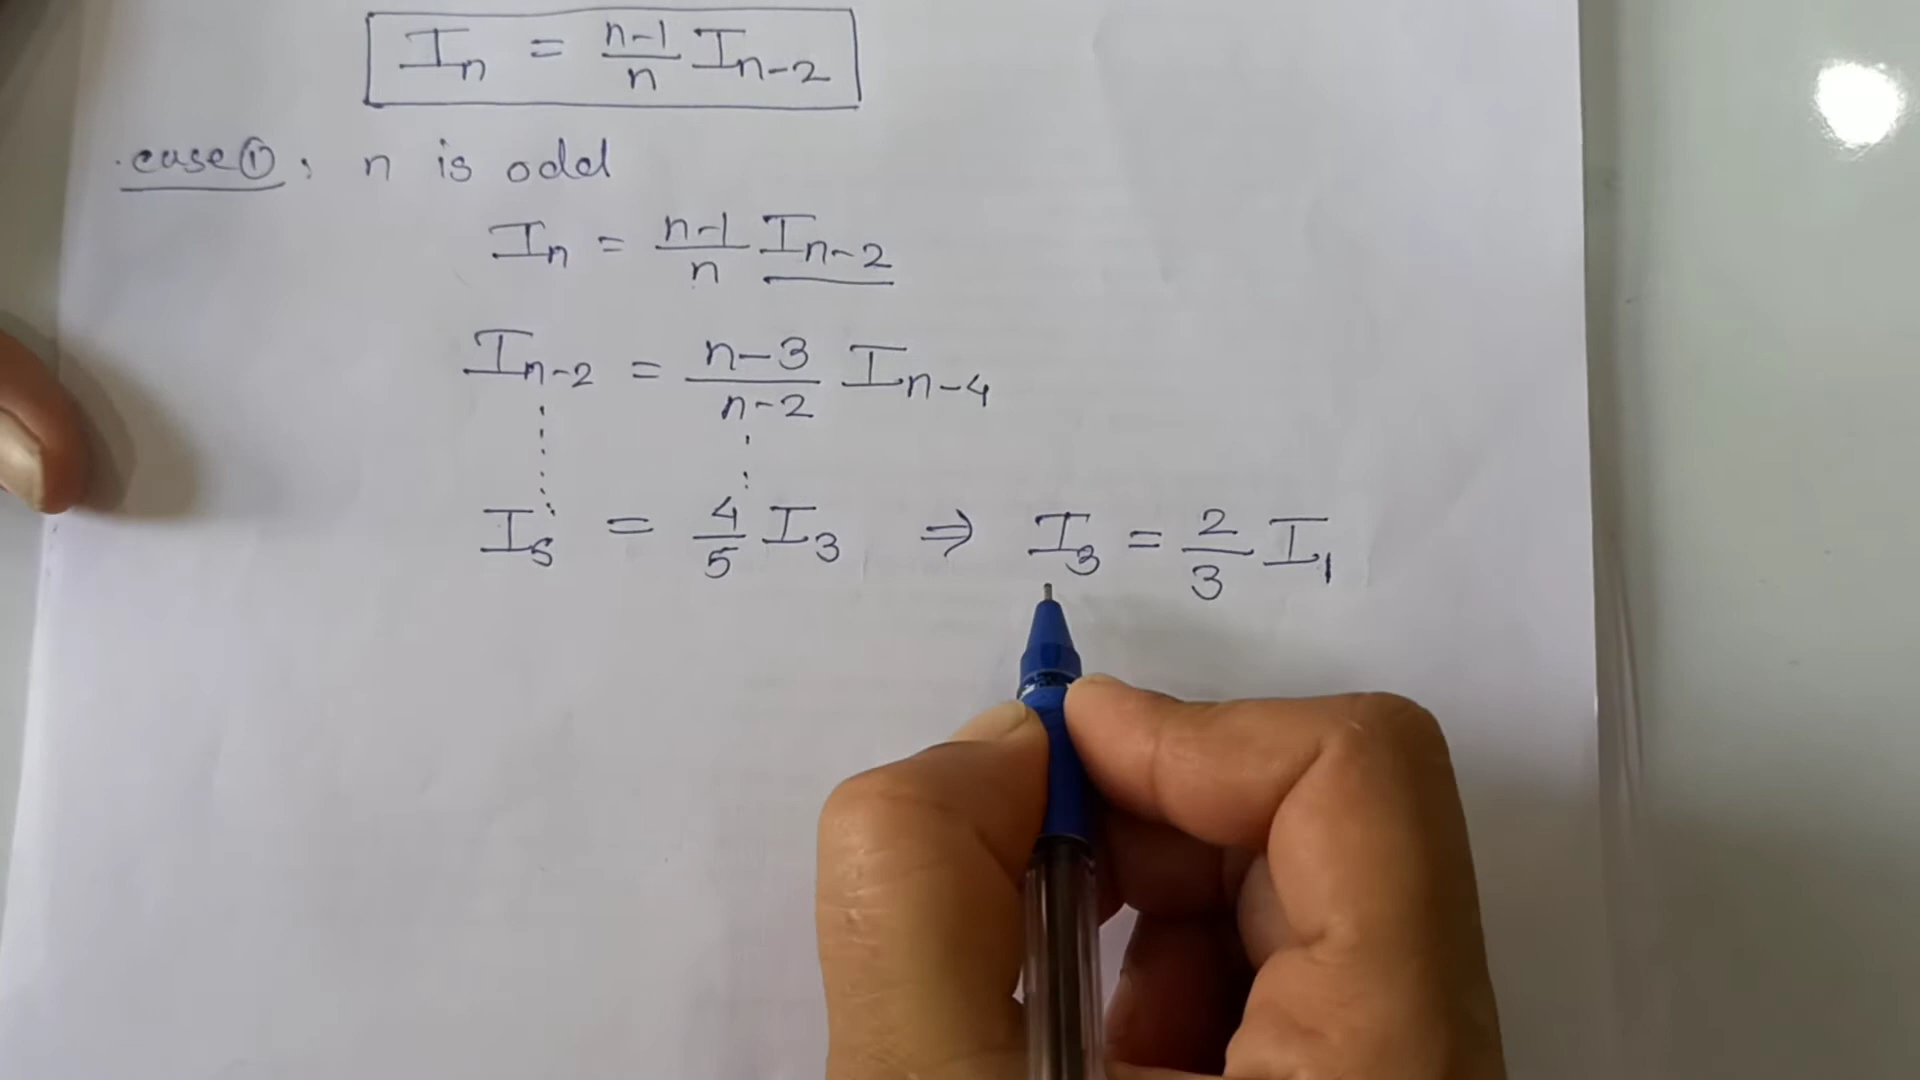 Iₙ = n-1/n Iₙ₋₂
case ① : n is odd
Iₙ = n-1/n Iₙ₋₂
Iₙ₋₂ = n-3/n-2 Iₙ₋₄
I₅ = 4/5 I₃ ⇒ I₃ = 2/3 I₁